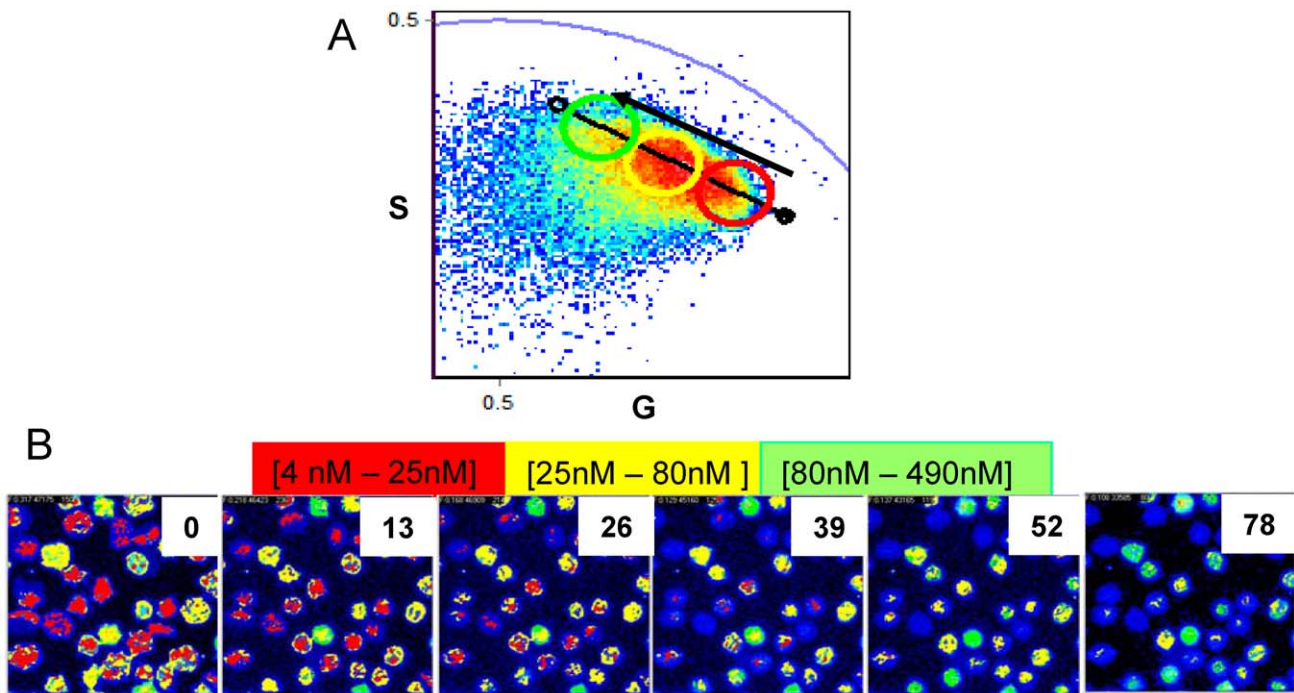 A
0.5
S
0.5
G
B
[4 nM – 25nM] [25nM – 80nM ] [80nM – 490nM]
0 13 26 39 52 78